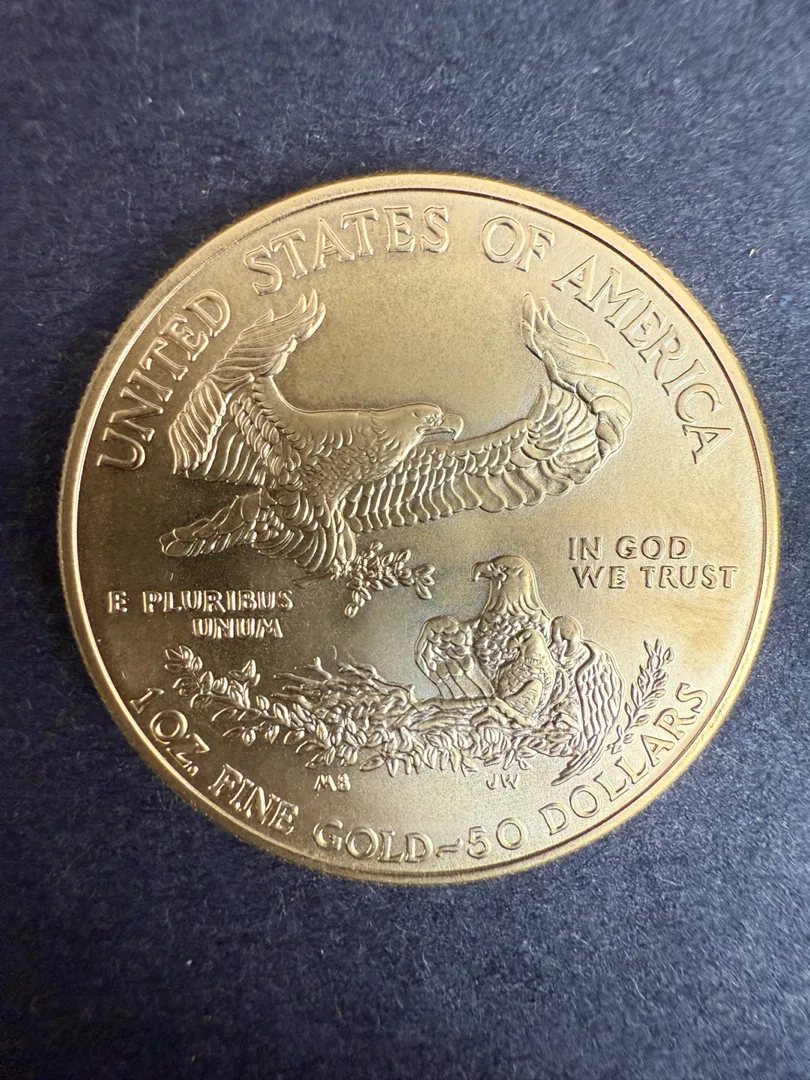 UNITED STATES OF AMERICA
IN GOD
WE TRUST
E PLURIBUS
UNUM
MB
JW
1 OZ. FINE GOLD~50 DOLLARS